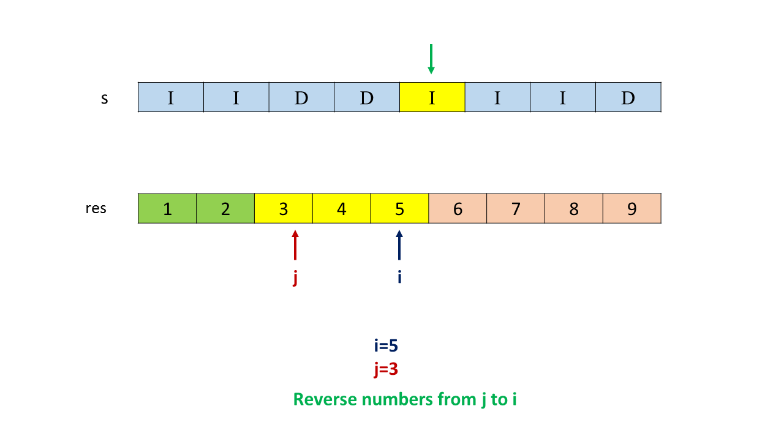 s I I D D I I I D
res 1 2 3 4 5 6 7 8 9
j i
i=5
j=3
Reverse numbers from j to i